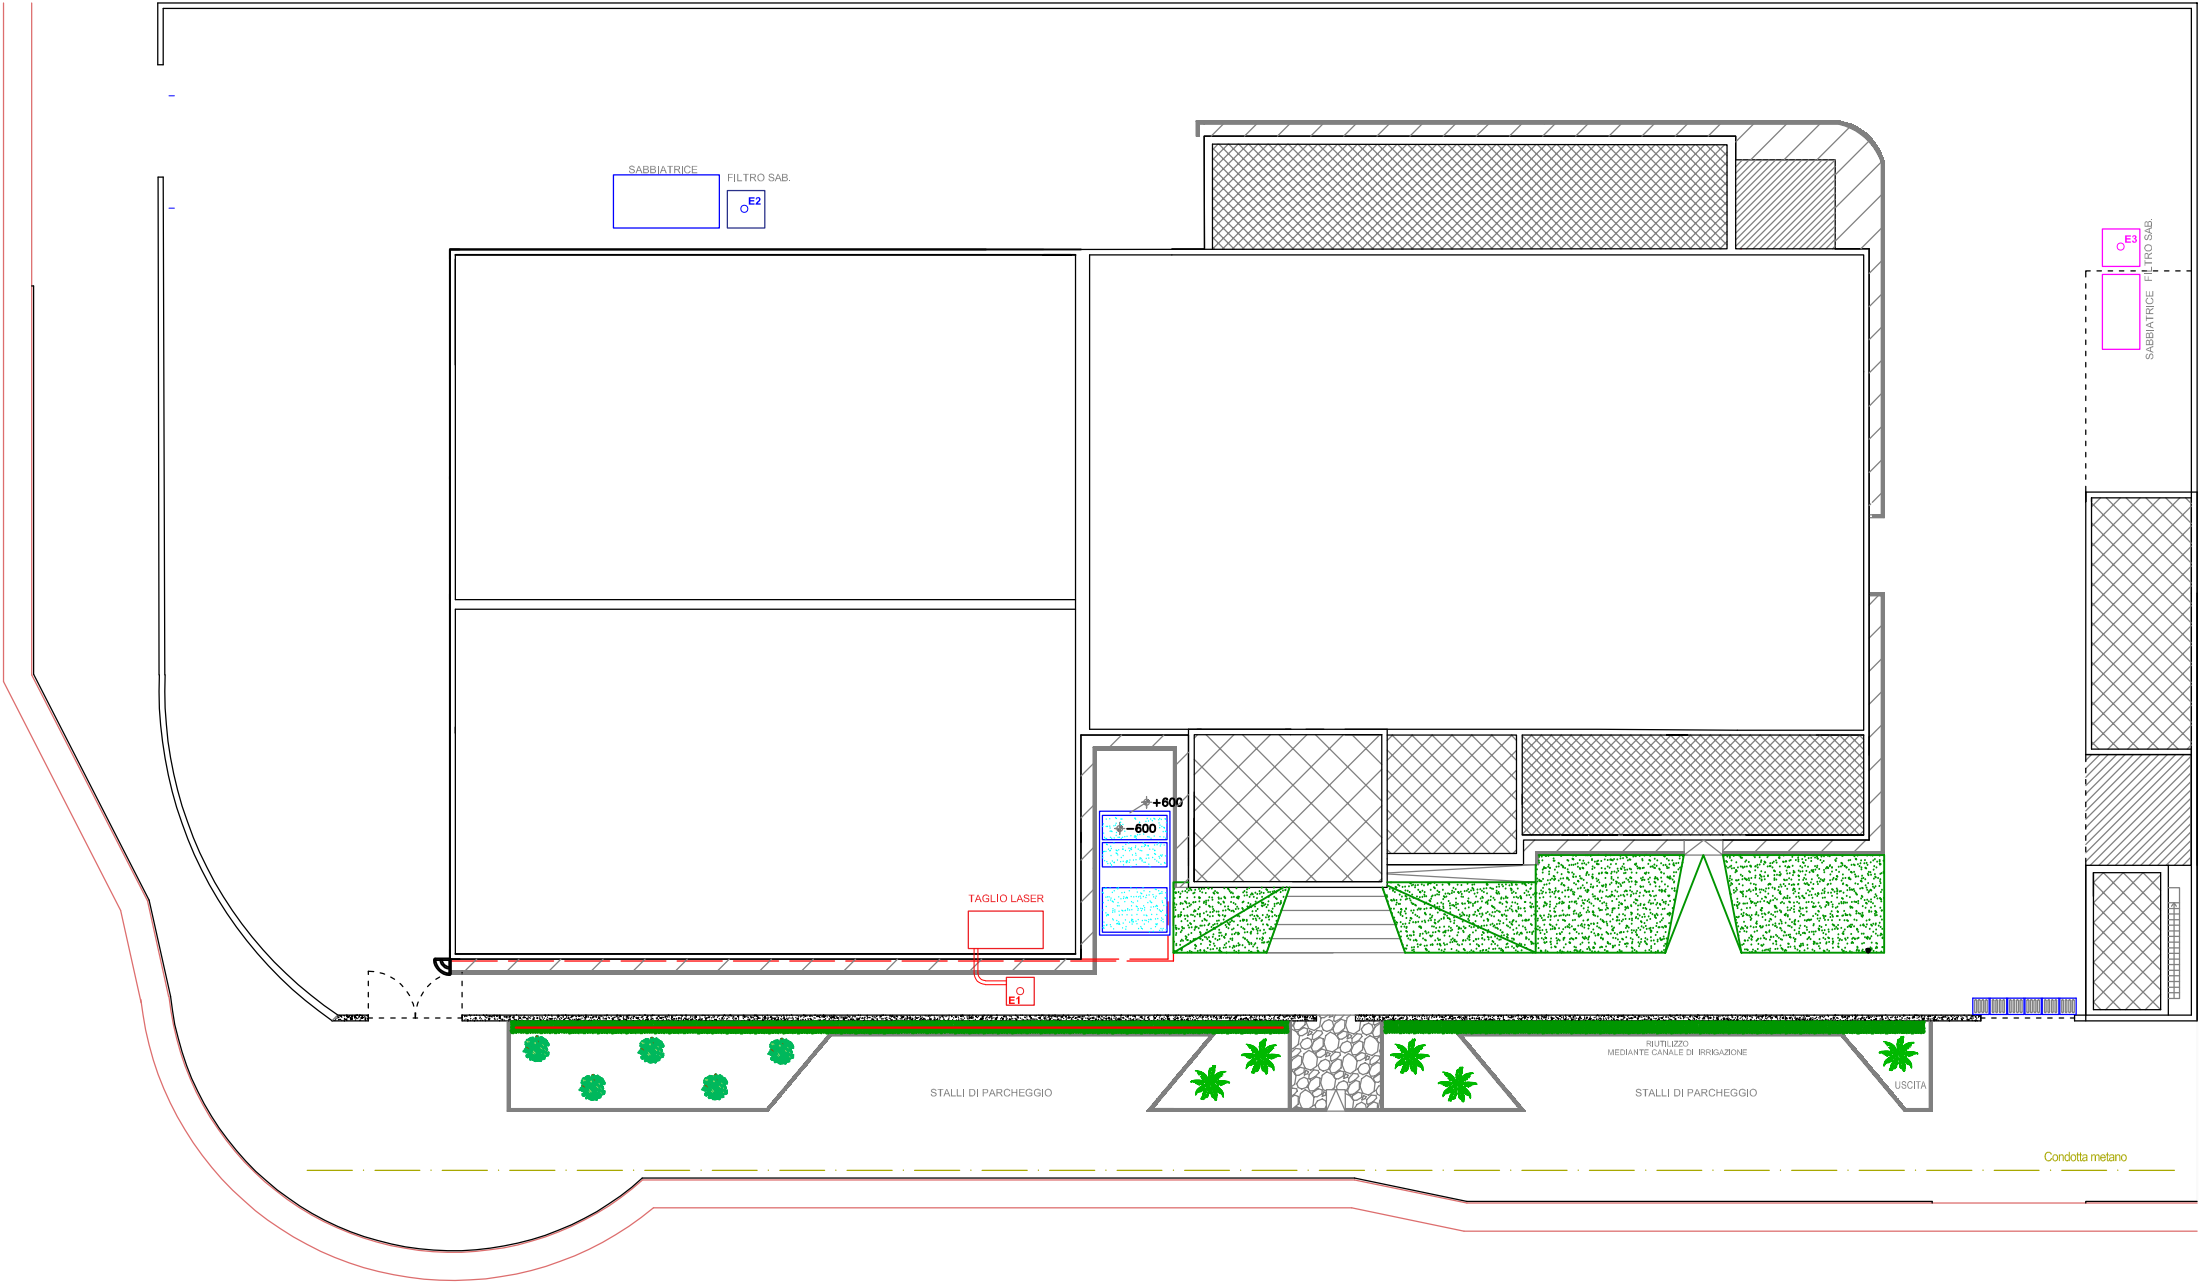 SABBIATRICE
FILTRO SAB.
E2
E3
FILTRO SAB.
SABBIATRICE
+600
-600
TAGLIO LASER
E1
RIUTILIZZO
MEDIANTE CANALE DI IRRIGAZIONE
STALLI DI PARCHEGGIO
STALLI DI PARCHEGGIO
USCITA
Condotta metano